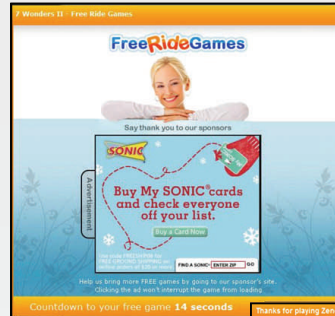 7 Wonders II - Free Ride Games
FreeRideGames
Say thank you to our sponsors
SONIC
Advertisement
Buy My SONIC® cards
and check everyone
off your list.
Buy a Card Now
FIND A SONIC: ENTER ZIP GO
Help us bring more FREE games by going to our sponsor's site.
Clicking the ad won't interrupt the game from loading
Countdown to your free game 14 seconds
Thanks for playing Zen